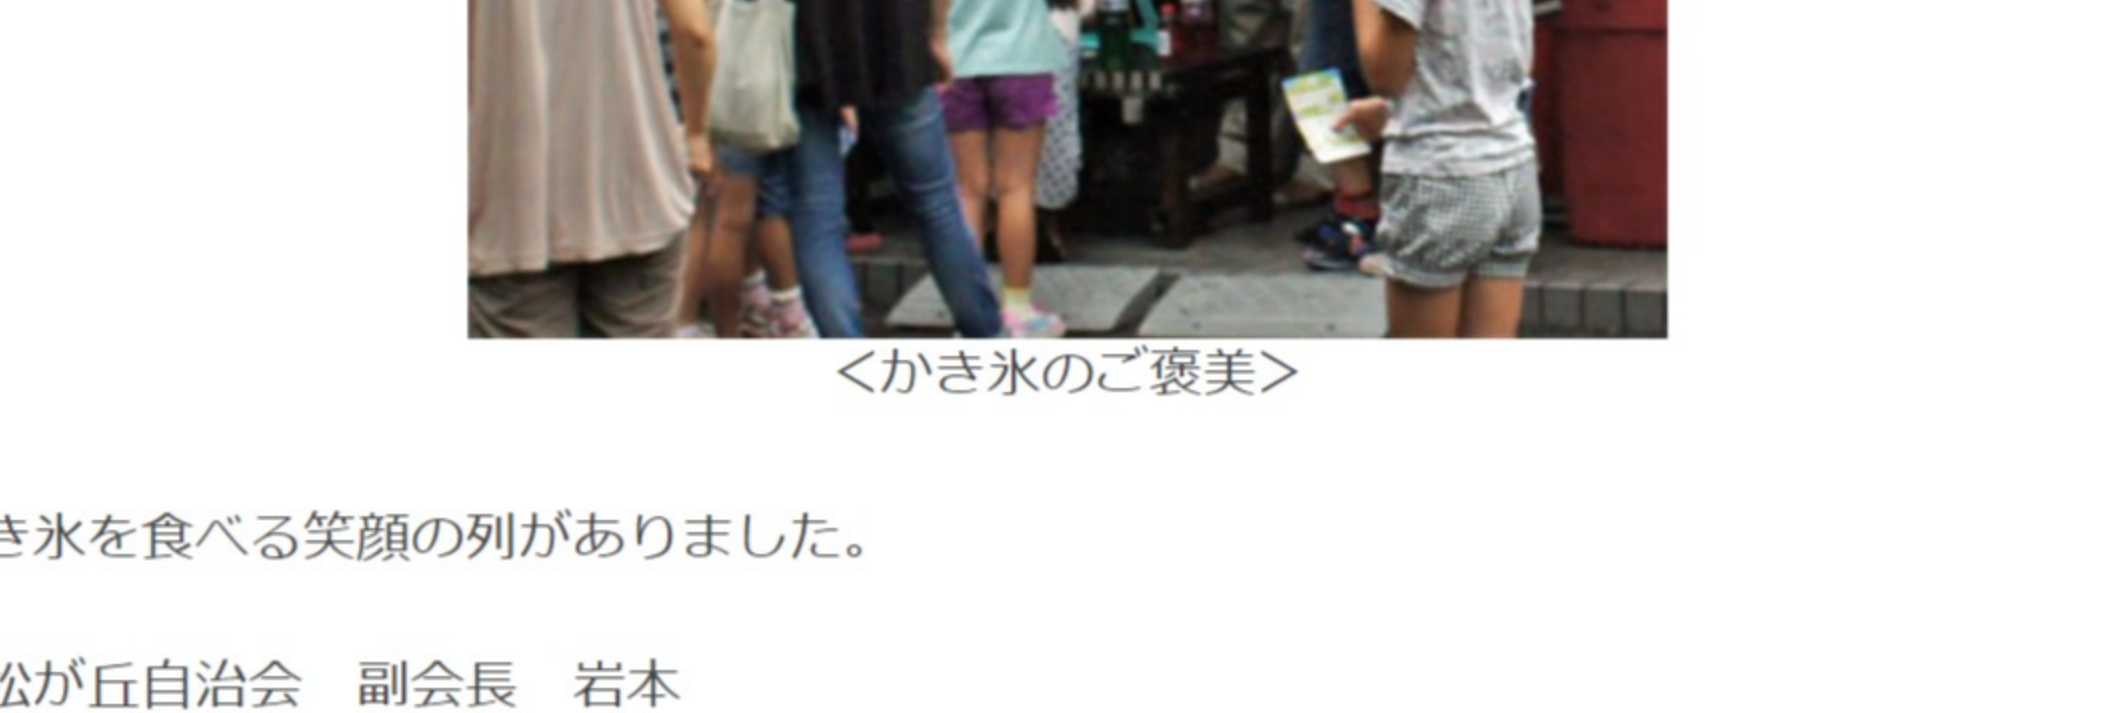 ＜かき氷のご褒美＞
き氷を食べる笑顔の列がありました。
松が丘自治会　副会長　岩本